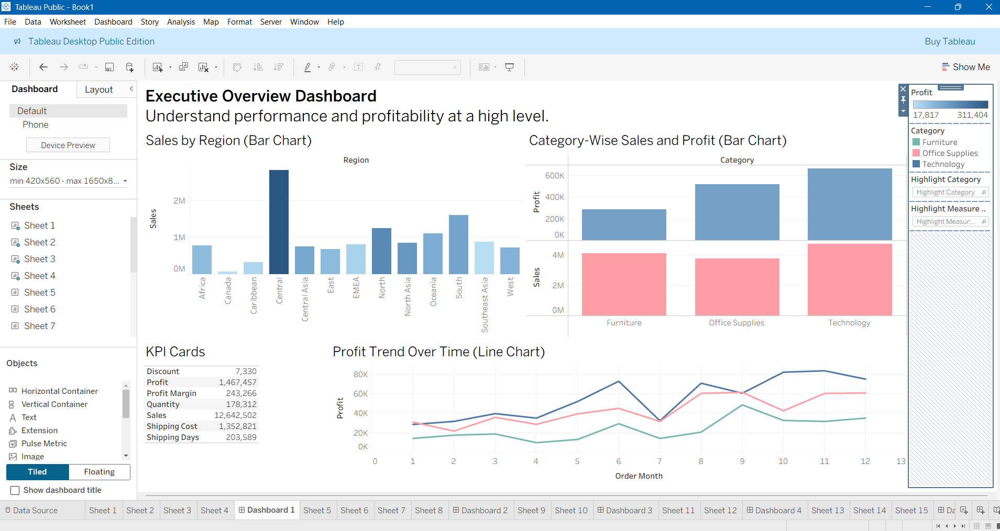 Tableau Public - Book1
File Data Worksheet Dashboard Story Analysis Map Format Server Window Help
Tableau Desktop Public Edition
Buy Tableau
Show Me
Dashboard
Layout
Default
Phone
Device Preview
Size
min 420x560 - max 1650x8...
Sheets
Sheet 1
Sheet 2
Sheet 3
Sheet 4
Sheet 5
Sheet 6
Sheet 7
Objects
Horizontal Container
Vertical Container
Text
Extension
Pulse Metric
Image
Tiled Floating
Show dashboard title
Executive Overview Dashboard
Understand performance and profitability at a high level.
Sales by Region (Bar Chart)
Region
Sales
2M
1M
0M
Africa
Canada
Caribbean
Central
Central Asia
East
EMEA
North
North Asia
Oceania
South
Southeast Asia
West
Category-Wise Sales and Profit (Bar Chart)
Category
Profit
600K
400K
200K
0K
Sales
4M
2M
0M
Furniture Office Supplies Technology
KPI Cards
Discount 7,330
Profit 1,467,457
Profit Margin 243,266
Quantity 178,312
Sales 12,642,502
Shipping Cost 1,352,821
Shipping Days 203,589
Profit Trend Over Time (Line Chart)
Profit
80K
60K
40K
20K
0K
0 1 2 3 4 5 6 7 8 9 10 11 12 13
Order Month
Profit
17,817 311,404
Category
Furniture
Office Supplies
Technology
Highlight Category
Highlight Category
Highlight Measure ..
Highlight Measur...
Data Source Sheet 1 Sheet 2 Sheet 3 Sheet 4 Dashboard 1 Sheet 5 Sheet 6 Sheet 7 Sheet 8 Dashboard 2 Sheet 9 Sheet 10 Dashboard 3 Sheet 11 Sheet 12 Dashboard 4 Sheet 13 Sheet 14 Sheet 15 Da